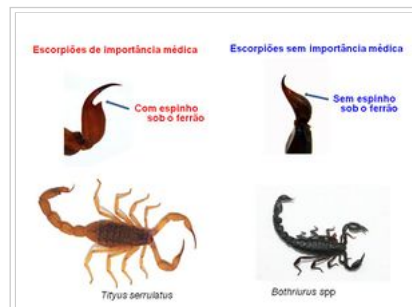 Escorpiões de importância médica
Escorpiões sem importância médica
Com espinho
sob o ferrão
Sem espinho
sob o ferrão
Tityus serrulatus
Bothriurus spp